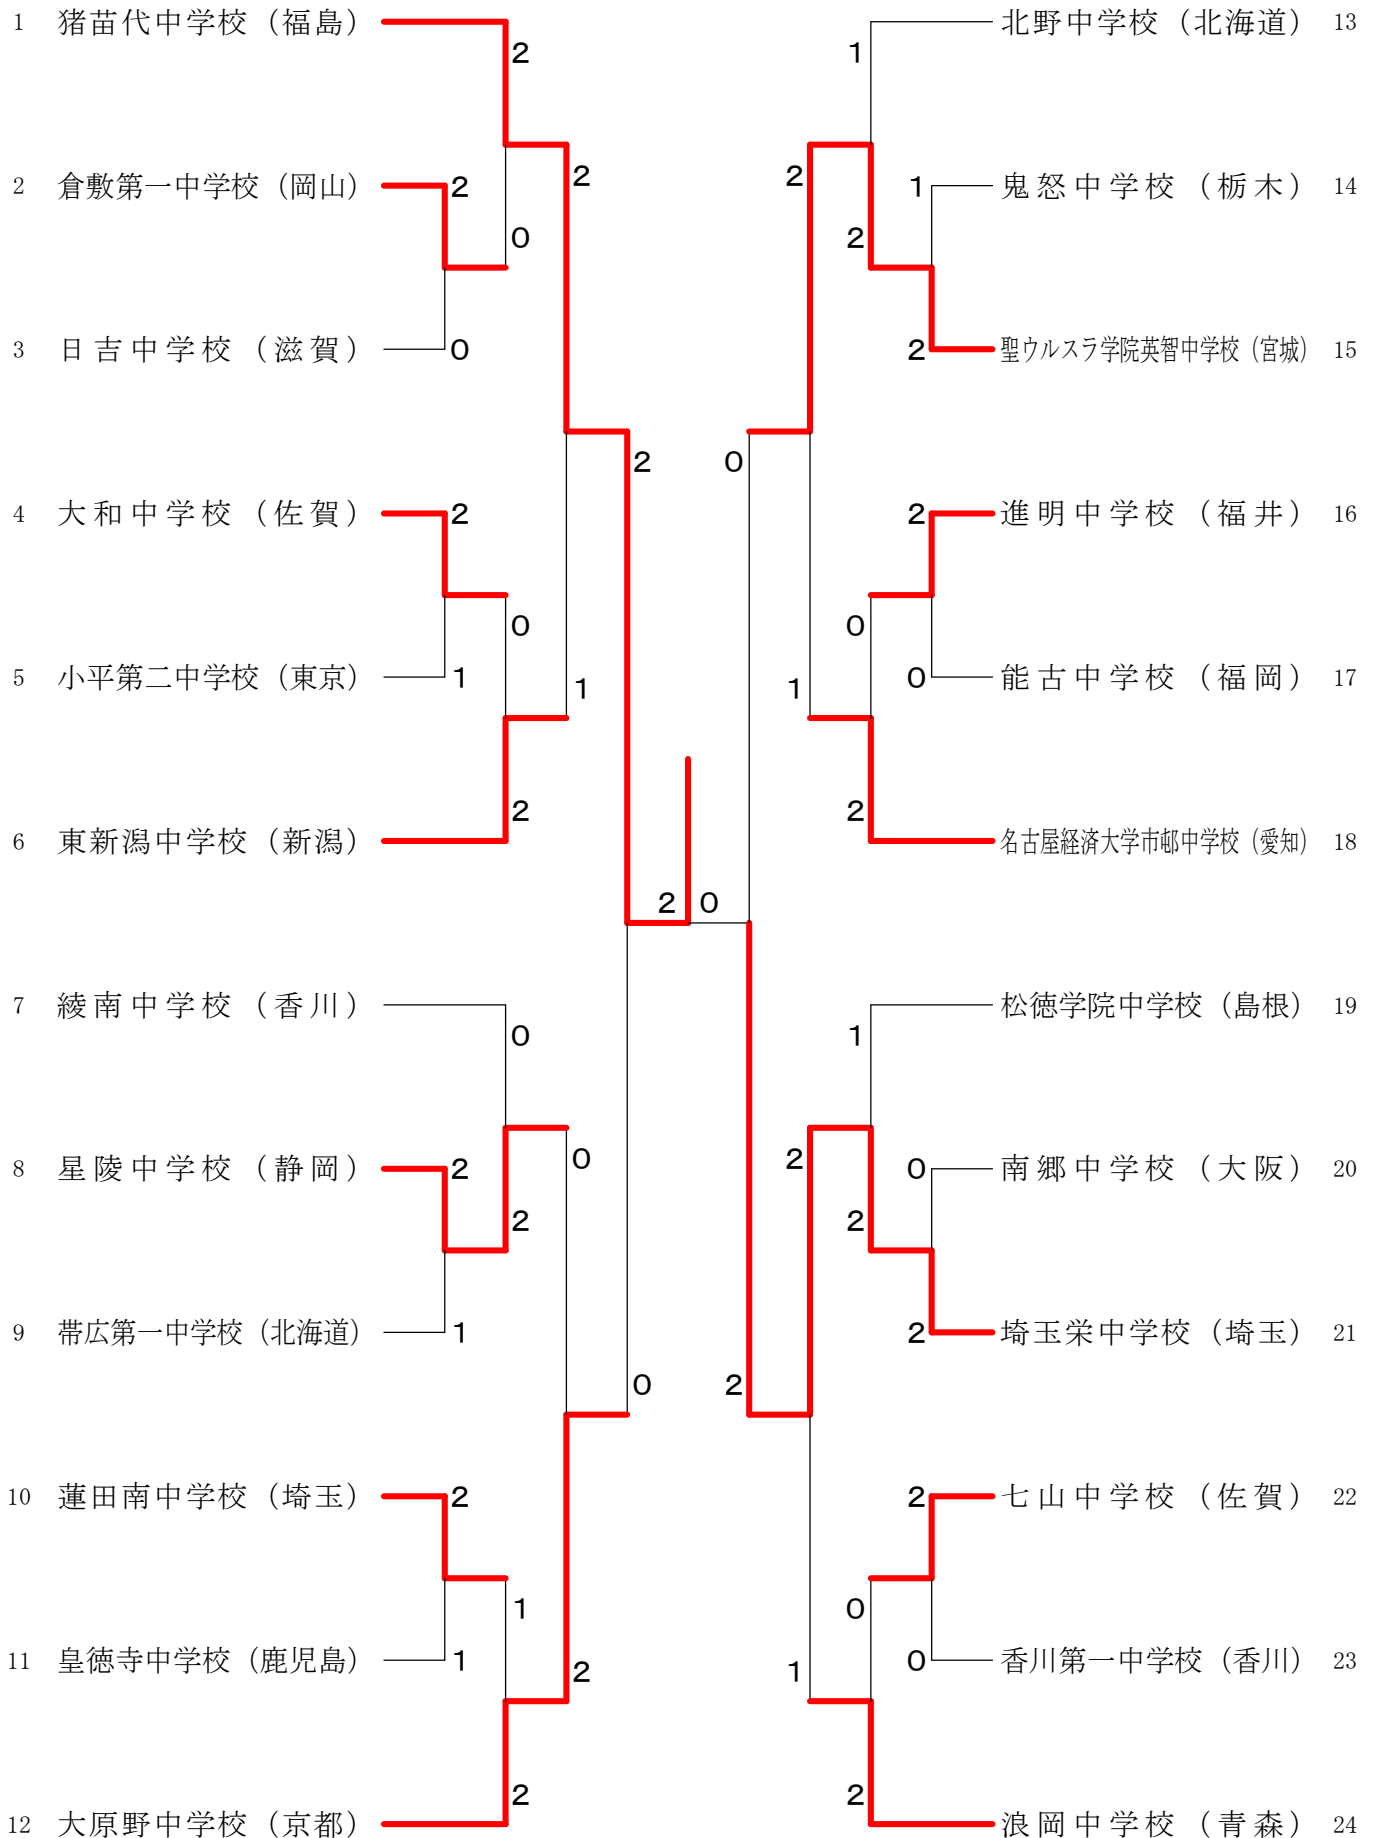 1 猪苗代中学校（福島）
2
2 倉敷第一中学校（岡山）
2
2
0
3 日吉中学校（滋賀）
0
2
4 大和中学校（佐賀）
2
0
5 小平第二中学校（東京）
1
1
2
6 東新潟中学校（新潟）
2
0
7 綾南中学校（香川）
0
8 星陵中学校（静岡）
2
0
2
9 帯広第一中学校（北海道）
1
0
10 蓮田南中学校（埼玉）
2
1
11 皇徳寺中学校（鹿児島）
1
2
2
12 大原野中学校（京都）
北野中学校（北海道） 13
1
2
1
鬼怒中学校（栃木） 14
2
2
聖ウルスラ学院英智中学校（宮城） 15
0
2
進明中学校（福井） 16
0
0
能古中学校（福岡） 17
1
2
名古屋経済大学市邨中学校（愛知） 18
松徳学院中学校（島根） 19
1
2
0
南郷中学校（大阪） 20
2
2
埼玉栄中学校（埼玉） 21
2
2
七山中学校（佐賀） 22
0
0
香川第一中学校（香川） 23
1
2
浪岡中学校（青森） 24